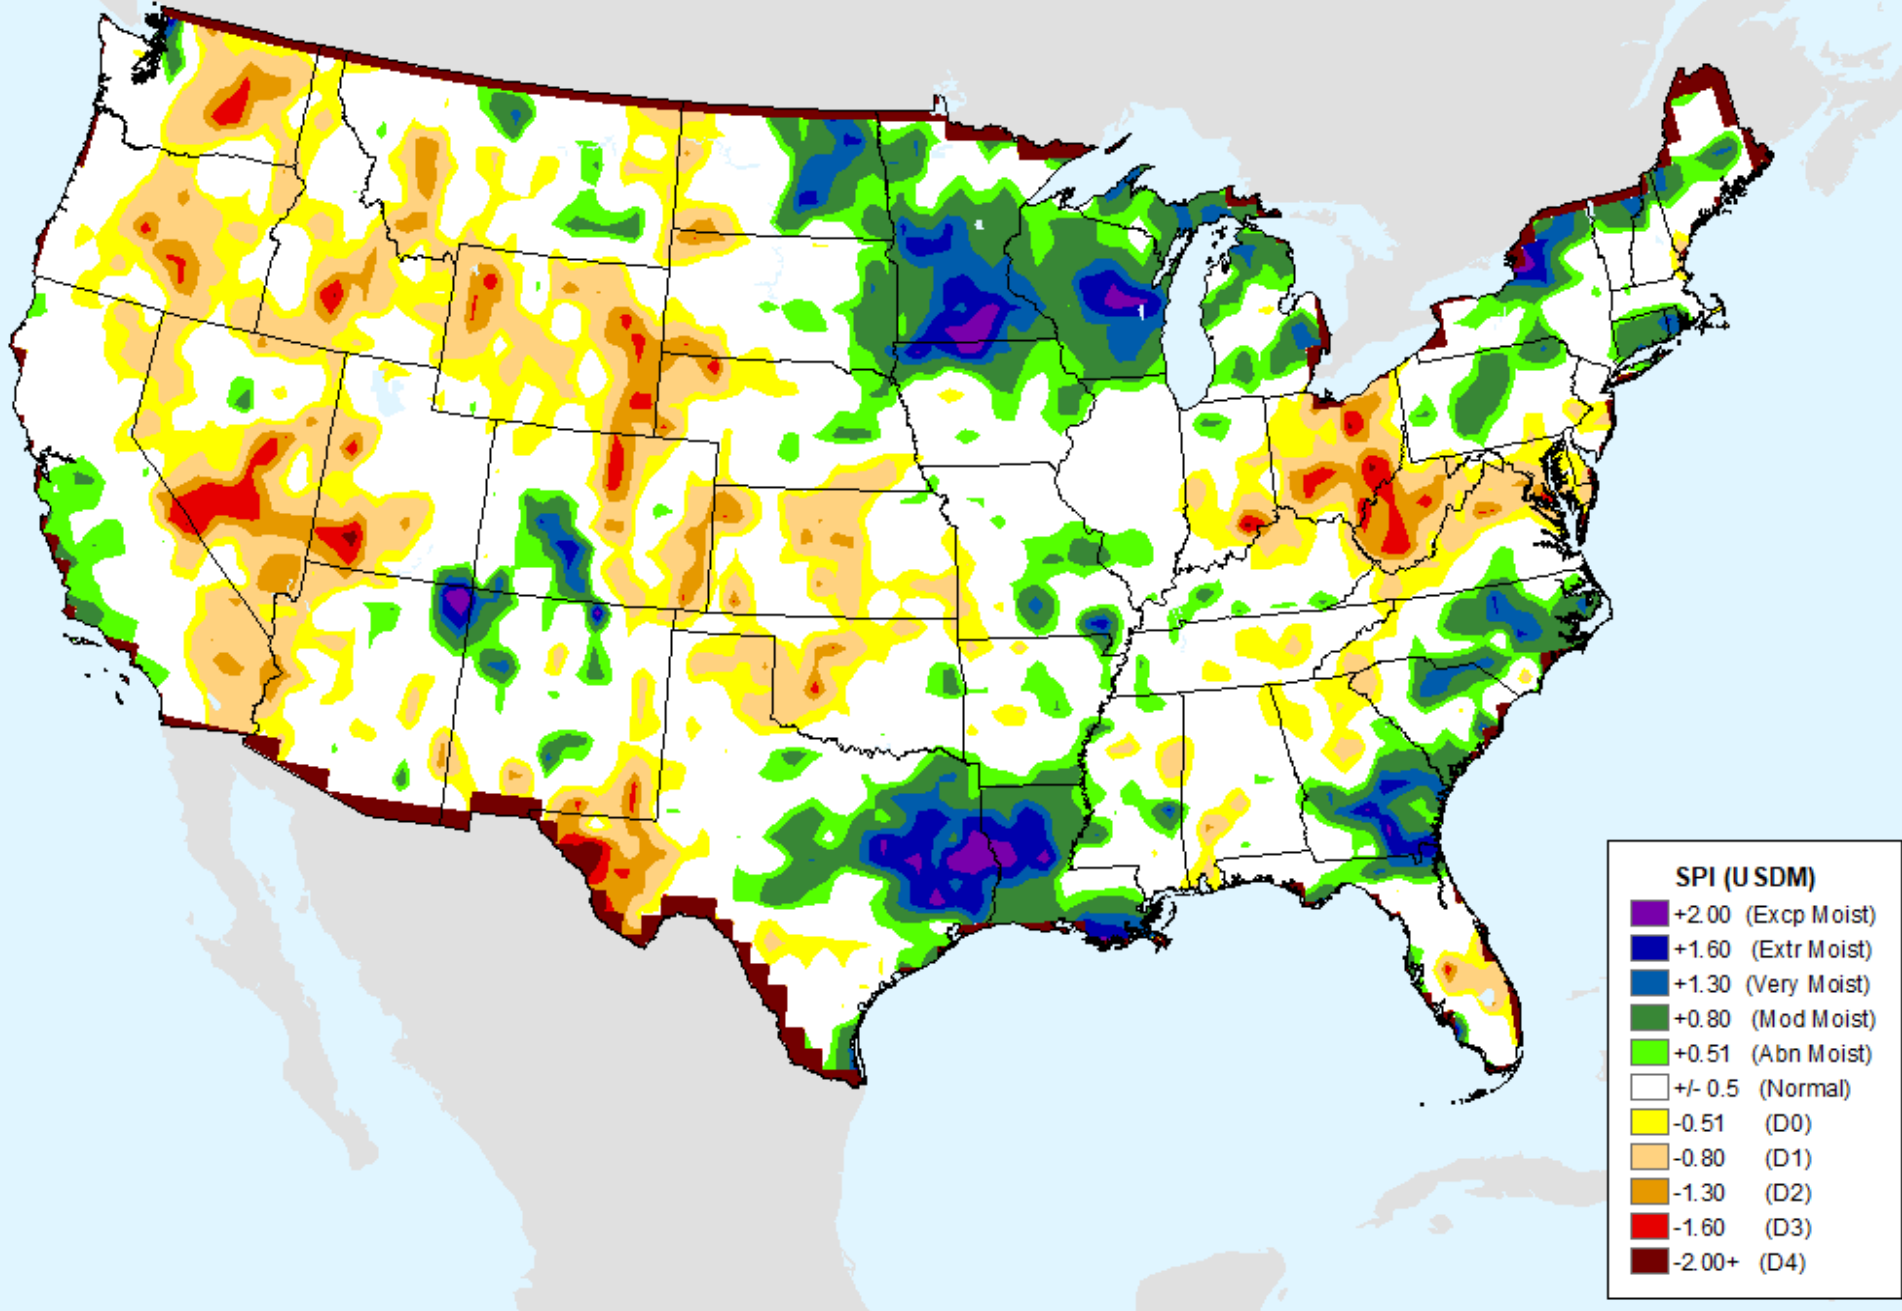 SPI (USDM)
+2.00 (Excp Moist)
+1.60 (Extr Moist)
+1.30 (Very Moist)
+0.80 (Mod Moist)
+0.51 (Abn Moist)
+/- 0.5 (Normal)
-0.51 (D0)
-0.80 (D1)
-1.30 (D2)
-1.60 (D3)
-2.00+ (D4)